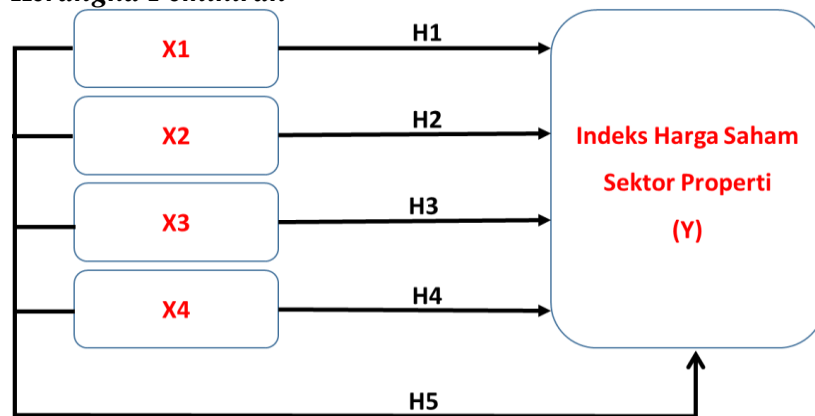 X1
H1
X2
H2
X3
H3
X4
H4
Indeks Harga Saham
Sektor Properti
(Y)
H5